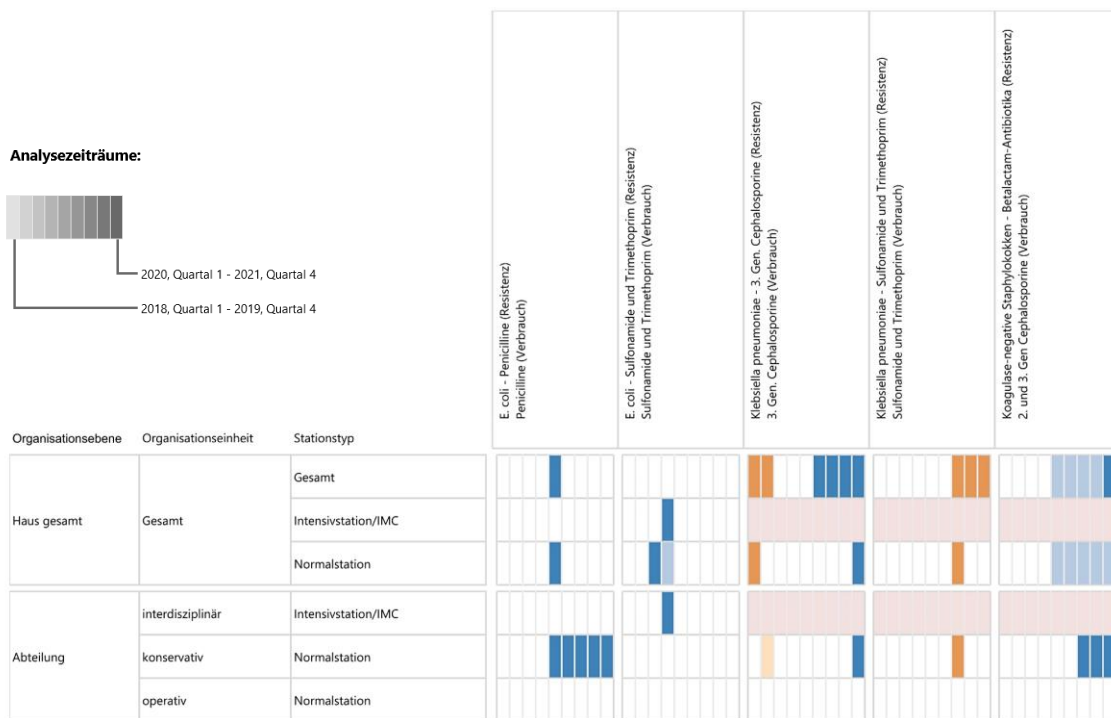 Analysezeiträume:
2020, Quartal 1 - 2021, Quartal 4
2018, Quartal 1 - 2019, Quartal 4
E. coli - Penicilline (Resistenz)
Penicilline (Verbrauch)
E. coli - Sulfonamide und Trimethoprim (Resistenz)
Sulfonamide und Trimethoprim (Verbrauch)
Klebsiella pneumoniae - 3. Gen. Cephalosporine (Resistenz)
3. Gen. Cephalosporine (Verbrauch)
Klebsiella pneumoniae - Sulfonamide und Trimethoprim (Resistenz)
Sulfonamide und Trimethoprim (Verbrauch)
Koagulase-negative Staphylokokken - Betalactam-Antibiotika (Resistenz)
2. und 3. Gen Cephalosporine (Verbrauch)
Organisationsebene Organisationseinheit Stationstyp
Gesamt
Haus gesamt Gesamt Intensivstation/IMC
Normalstation
interdisziplinär Intensivstation/IMC
Abteilung konservativ Normalstation
operativ Normalstation